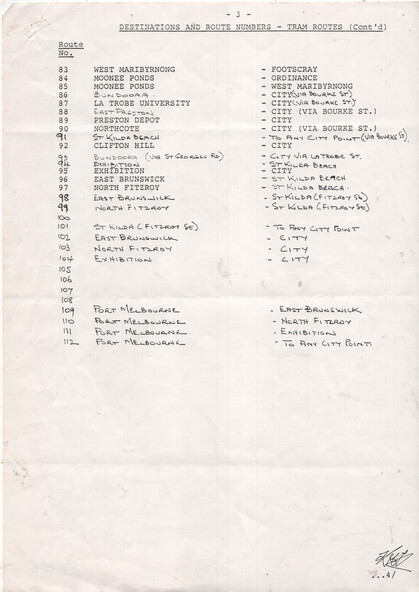 - 3 -
DESTINATIONS AND ROUTE NUMBERS - TRAM ROUTES (Cont'd)
Route
No.
83 WEST MARIBYRNONG - FOOTSCRAY
84 MOONEE PONDS - ORDINANCE
85 MOONEE PONDS - WEST MARIBYRNONG
86 BUNDOORA - CITY (VIA BOURKE ST)
87 LA TROBE UNIVERSITY - CITY (VIA BOURKE ST)
88 EAST PRESTON - CITY (VIA BOURKE ST.)
89 PRESTON DEPOT - CITY
90 NORTHCOTE - CITY (VIA BOURKE ST.)
91 ST KILDA BEACH - TO ANY CITY POINT (VIA BOURKE ST)
92 CLIFTON HILL - CITY
93 BUNDOORA (VIA ST GEORGES RD) - CITY VIA LATROBE ST.
94 EXHIBITION - ST KILDA BEACH
95 EXHIBITION - CITY
96 EAST BRUNSWICK - ST KILDA BEACH
97 NORTH FITZROY - ST KILDA BEACH
98 EAST BRUNSWICK - ST KILDA (FITZROY ST)
99 NORTH FITZROY - ST KILDA (FITZROY ST)
100
101 ST KILDA (FITZROY ST) - TO ANY CITY POINT
102 EAST BRUNSWICK - CITY
103 NORTH FITZROY - CITY
104 EXHIBITION - CITY
105
106
107
108
109 PORT MELBOURNE - EAST BRUNSWICK
110 PORT MELBOURNE - NORTH FITZROY
111 PORT MELBOURNE - EXHIBITION
112 PORT MELBOURNE - TO ANY CITY POINT